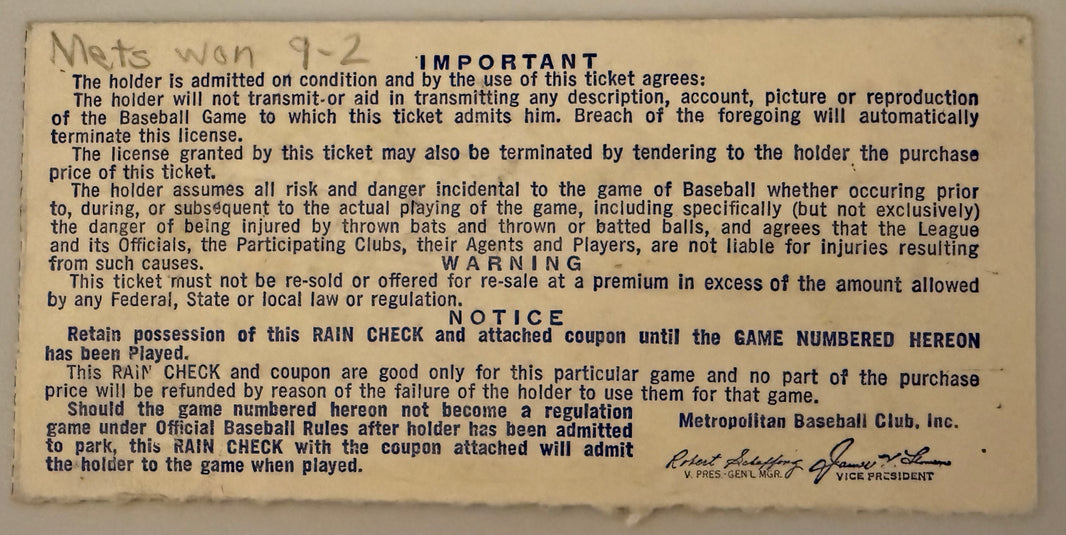 Mets won 9-2
IMPORTANT
The holder is admitted on condition and by the use of this ticket agrees:
The holder will not transmit or aid in transmitting any description, account, picture or reproduction
of the Baseball Game to which this ticket admits him. Breach of the foregoing will automatically
terminate this license.
The license granted by this ticket may also be terminated by tendering to the holder the purchase
price of this ticket.
The holder assumes all risk and danger incidental to the game of Baseball whether occuring prior
to, during, or subsequent to the actual playing of the game, including specifically (but not exclusively)
the danger of being injured by thrown bats and thrown or batted balls, and agrees that the League
and its Officials, the Participating Clubs, their Agents and Players, are not liable for injuries resulting
from such causes.
WARNING
This ticket must not be re-sold or offered for re-sale at a premium in excess of the amount allowed
by any Federal, State or local law or regulation.
NOTICE
Retain possession of this RAIN CHECK and attached coupon until the GAME NUMBERED HEREON
has been Played.
This RAIN CHECK and coupon are good only for this particular game and no part of the purchase
price will be refunded by reason of the failure of the holder to use them for that game.
Should the game numbered hereon not become a regulation
game under Official Baseball Rules after holder has been admitted
to park, this RAIN CHECK with the coupon attached will admit
the holder to the game when played.
Metropolitan Baseball Club, Inc.
Robert Scheffing James
V. PRES.-GEN'L MGR. VICE PRESIDENT